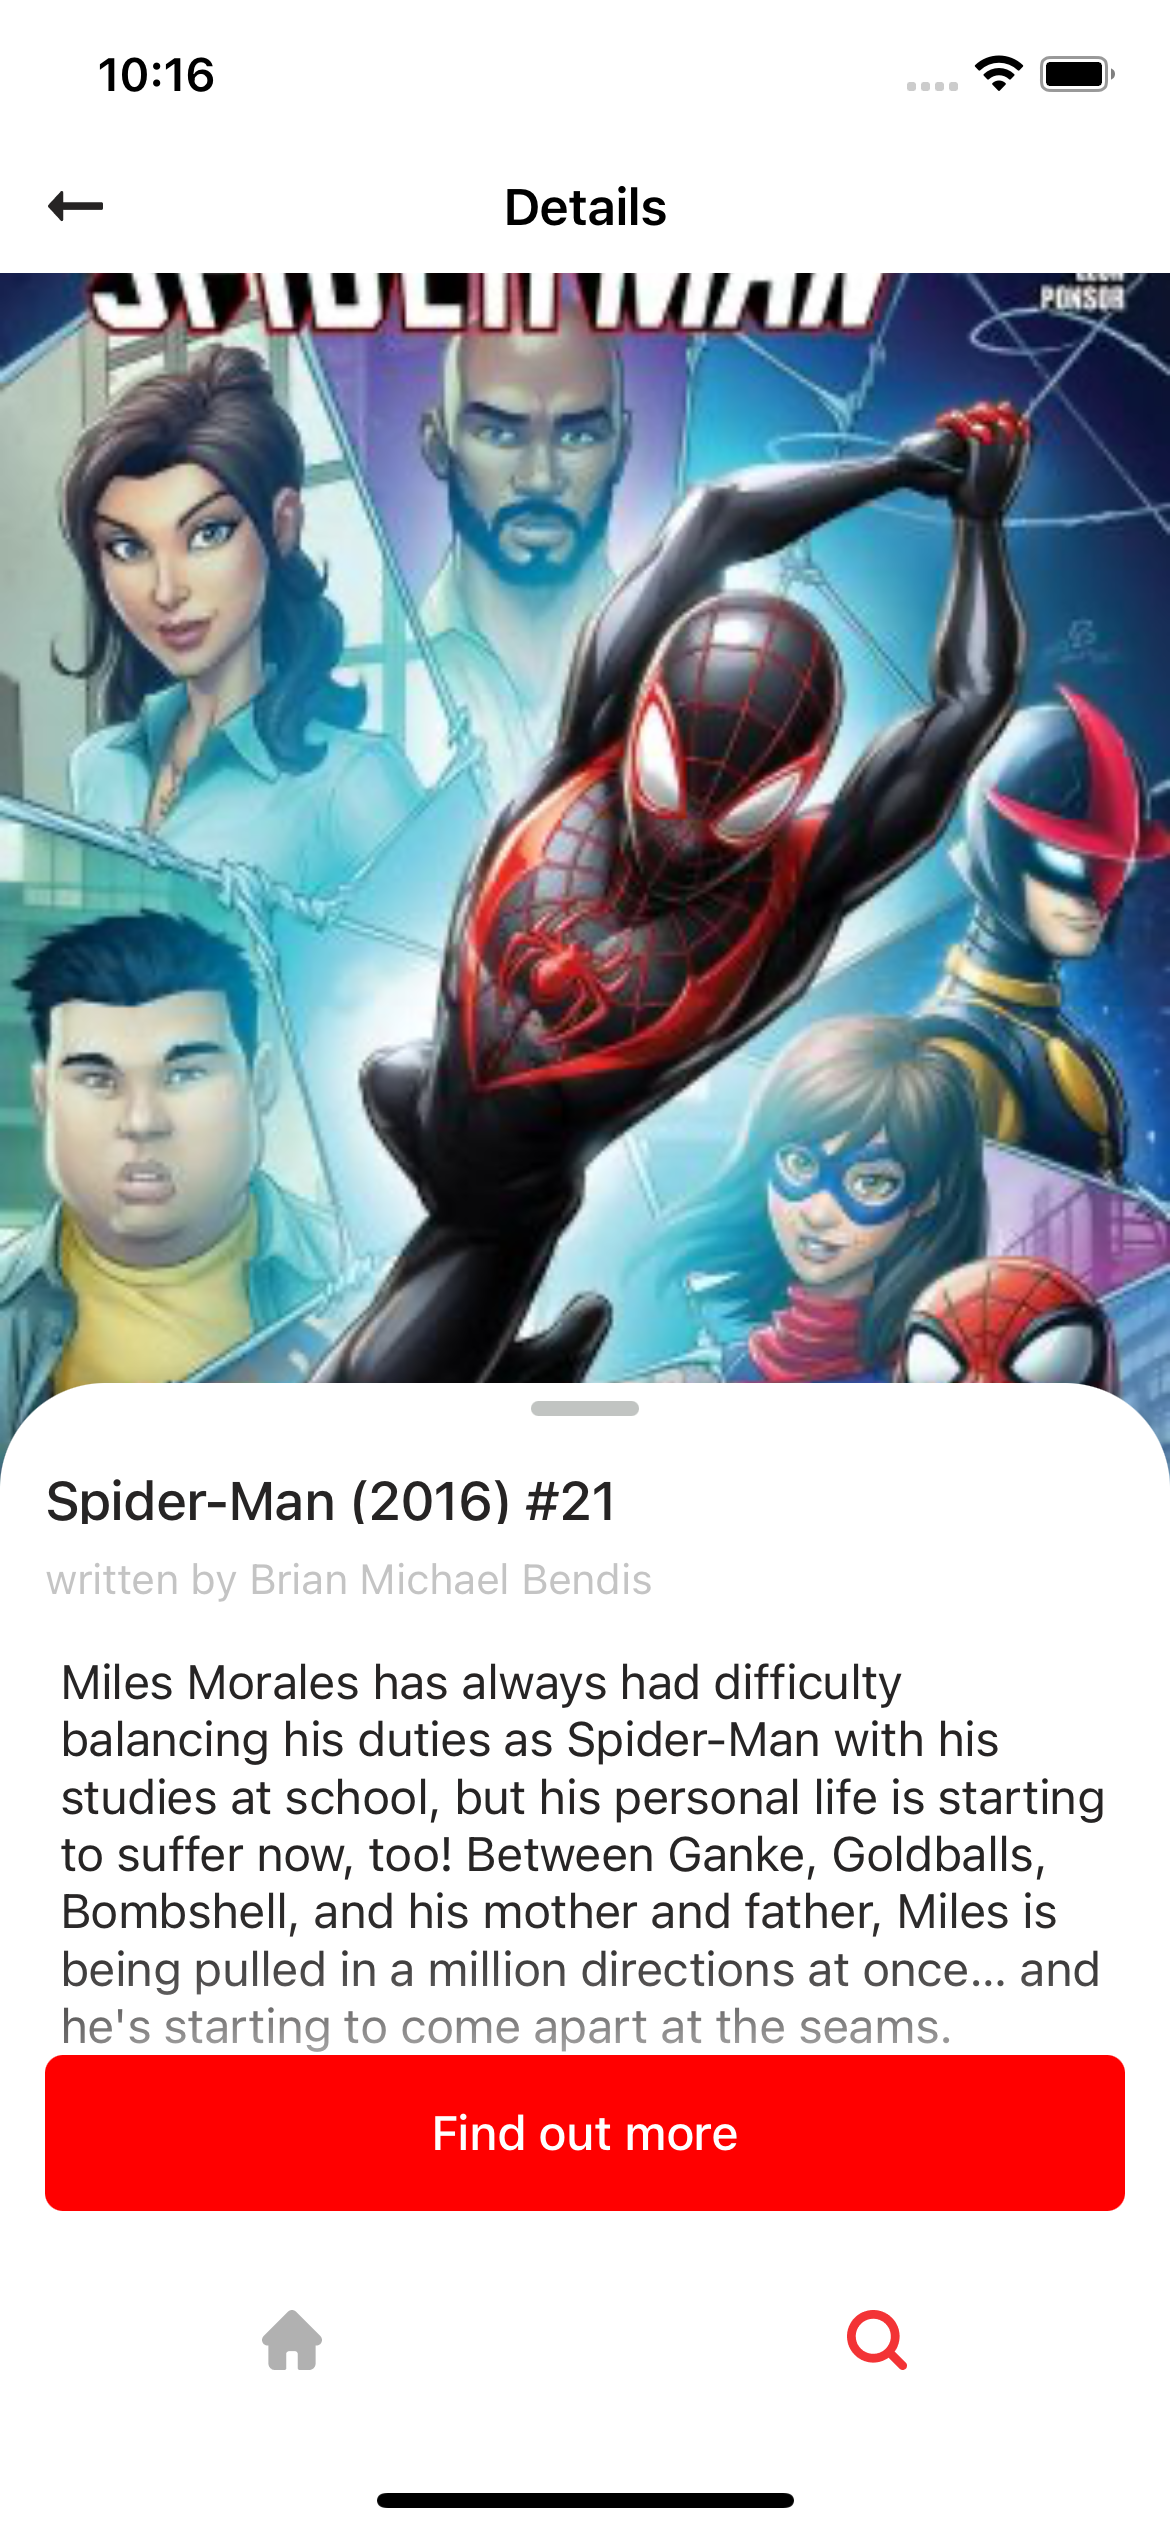 10:16
Details
SPIDER-MAN
PONSOR
Spider-Man (2016) #21
written by Brian Michael Bendis
Miles Morales has always had difficulty
balancing his duties as Spider-Man with his
studies at school, but his personal life is starting
to suffer now, too! Between Ganke, Goldballs,
Bombshell, and his mother and father, Miles is
being pulled in a million directions at once... and
he's starting to come apart at the seams.
Find out more